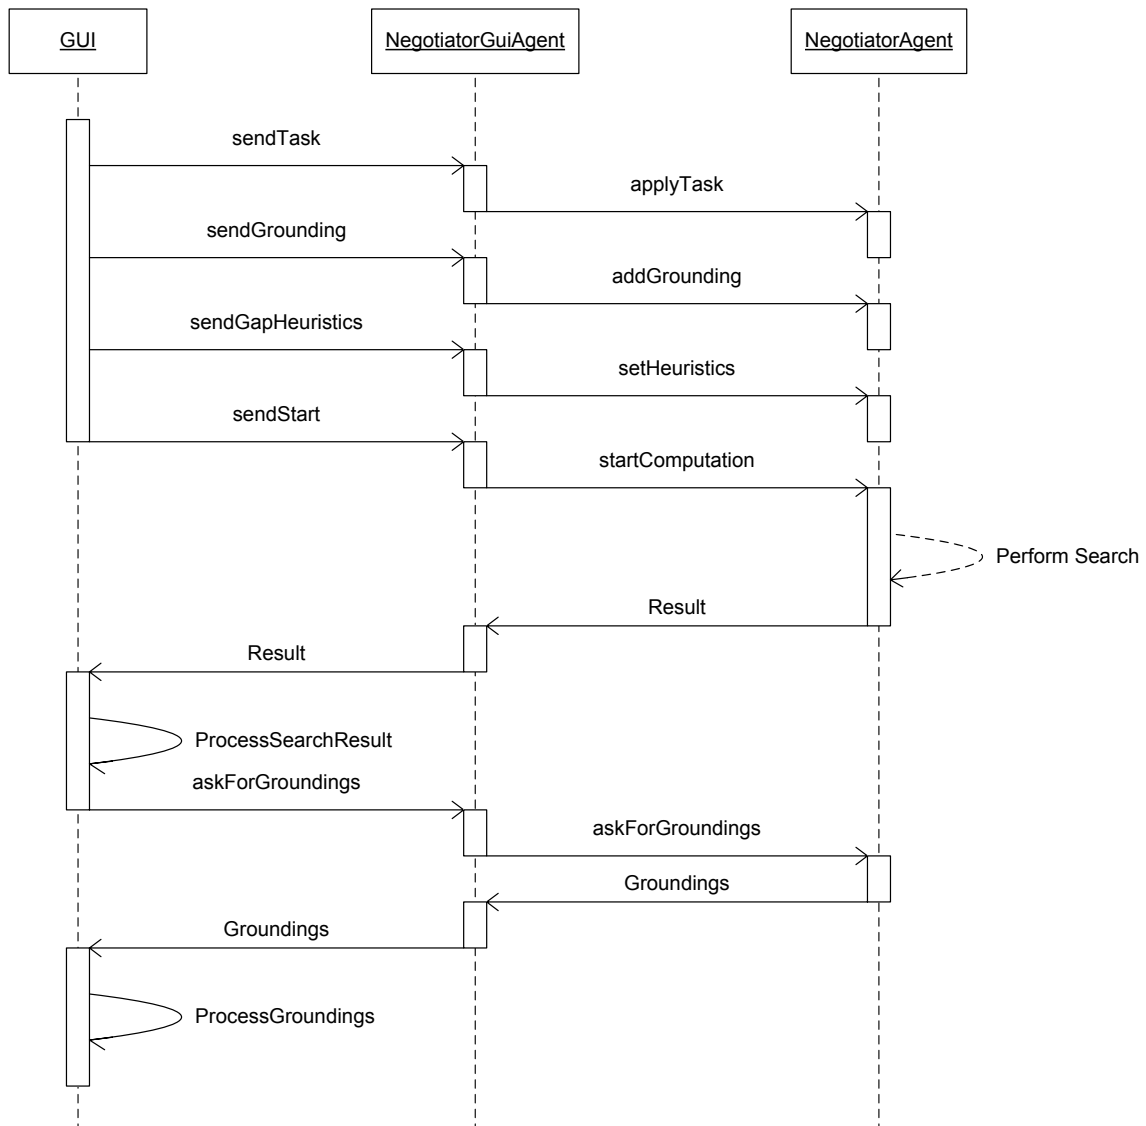 GUI
NegotiatorGuiAgent
NegotiatorAgent
sendTask
applyTask
sendGrounding
addGrounding
sendGapHeuristics
setHeuristics
sendStart
startComputation
Perform Search
Result
Result
ProcessSearchResult
askForGroundings
askForGroundings
Groundings
Groundings
ProcessGroundings